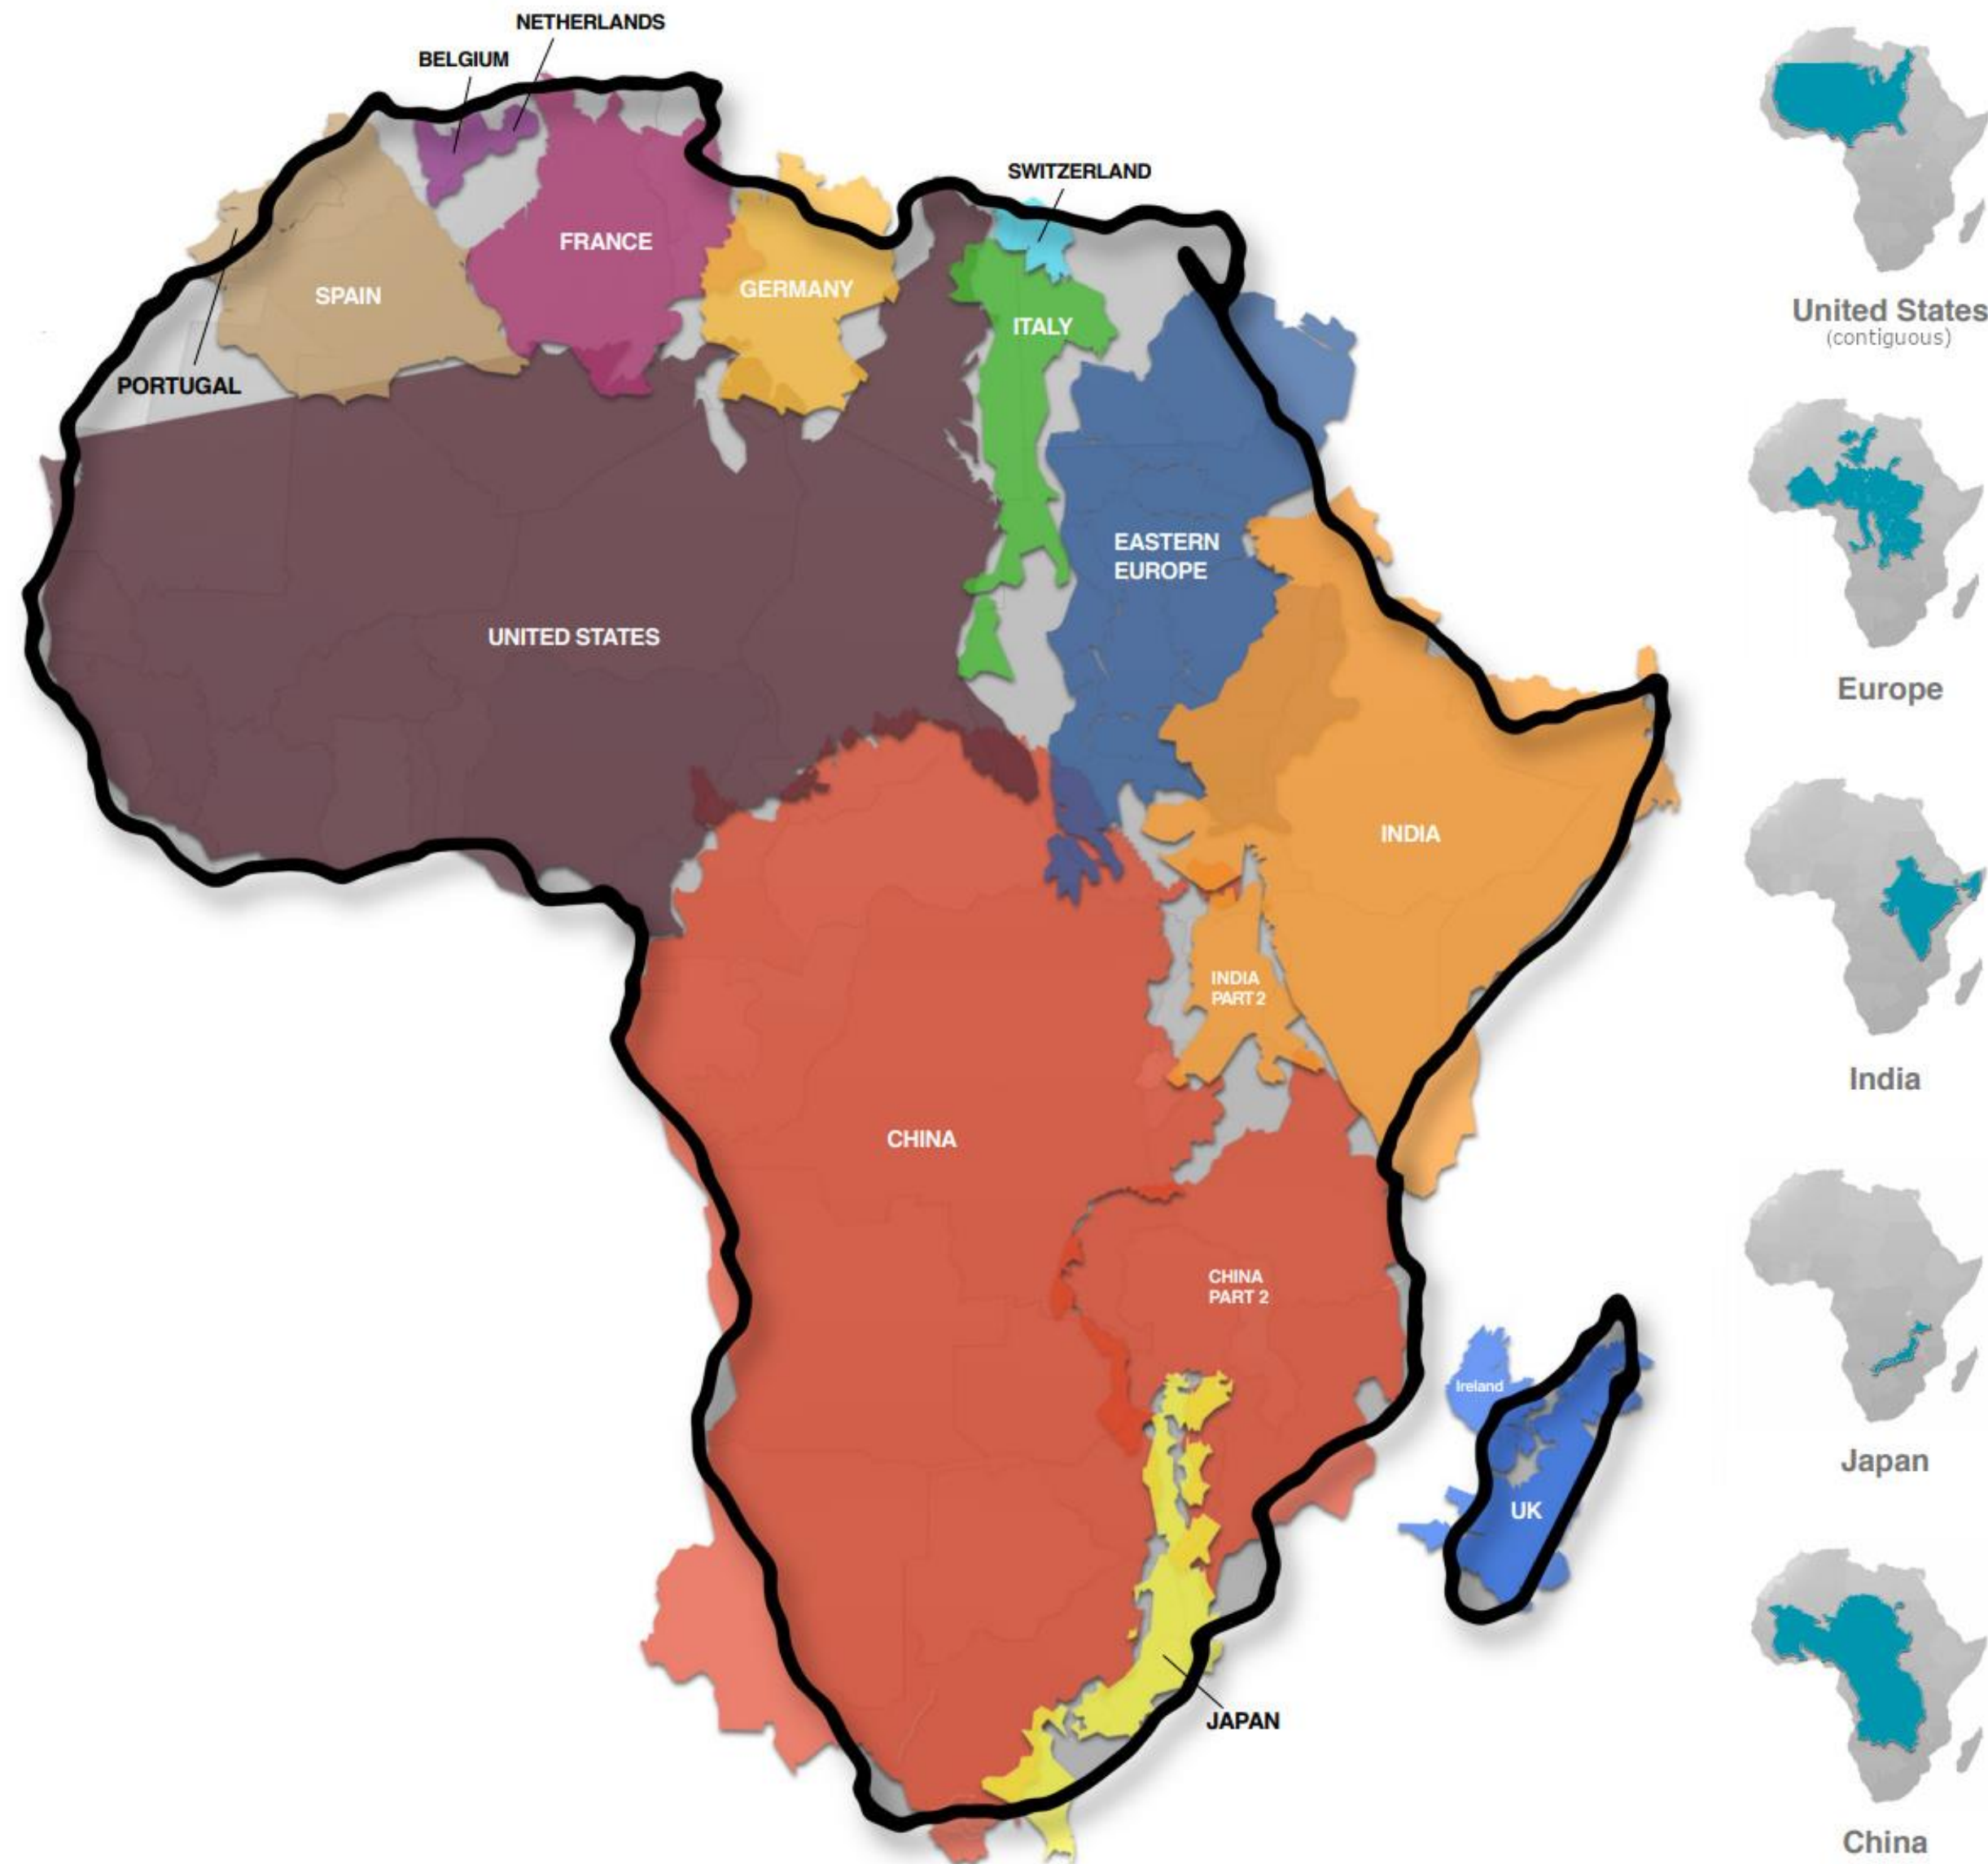 NETHERLANDS
BELGIUM
SWITZERLAND
FRANCE
GERMANY
SPAIN
ITALY
PORTUGAL
EASTERN
EUROPE
UNITED STATES
INDIA
INDIA
PART 2
CHINA
CHINA
PART 2
Ireland
UK
JAPAN
United States
(contiguous)
Europe
India
Japan
China